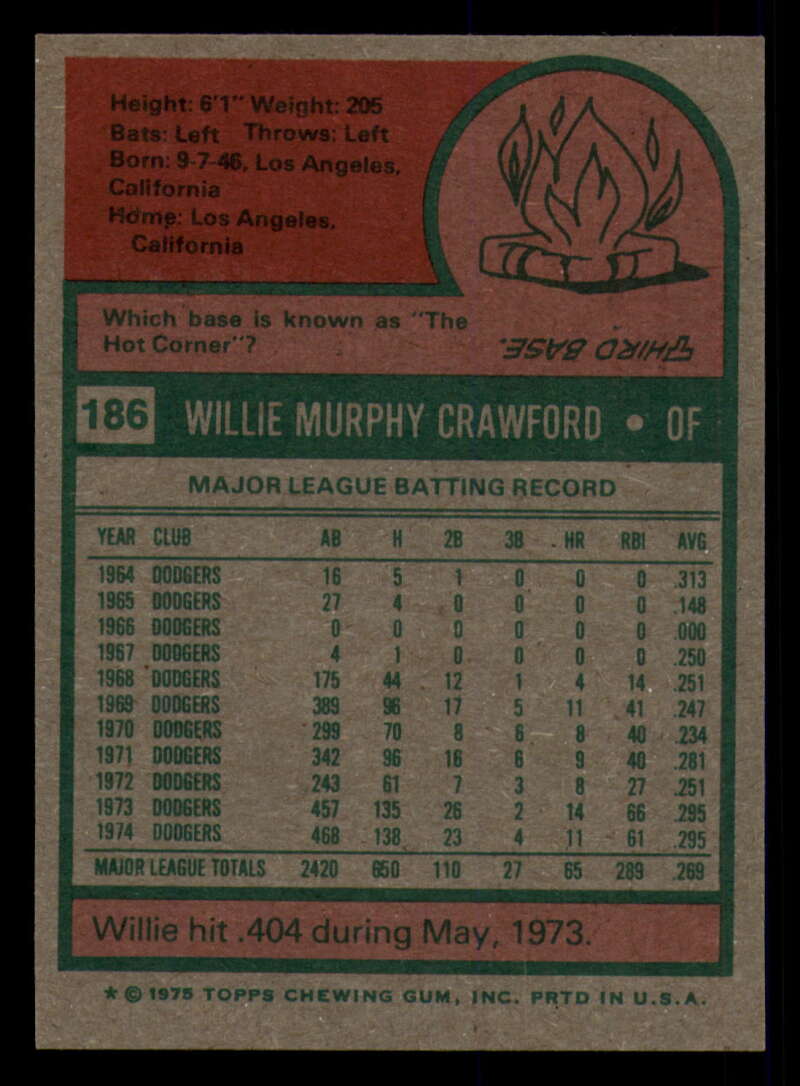 Height: 6'1" Weight: 205
Bats: Left Throws: Left
Born: 9-7-46, Los Angeles,
California
Home: Los Angeles,
California
Which base is known as "The
Hot Corner"?
THIRD BASE.
186 WILLIE MURPHY CRAWFORD • OF
MAJOR LEAGUE BATTING RECORD
YEAR CLUB AB H 2B 3B HR RBI AVG
1964 DODGERS 16 5 1 0 0 0 .313
1965 DODGERS 27 4 0 0 0 0 .148
1966 DODGERS 0 0 0 0 0 0 .000
1967 DODGERS 4 1 0 0 0 0 .250
1968 DODGERS 175 44 12 1 4 14 .251
1969 DODGERS 389 96 17 5 11 41 .247
1970 DODGERS 299 70 8 6 8 40 .234
1971 DODGERS 342 96 16 6 9 40 .281
1972 DODGERS 243 61 7 3 8 27 .251
1973 DODGERS 457 135 26 2 14 66 .295
1974 DODGERS 468 138 23 4 11 61 .295
MAJOR LEAGUE TOTALS 2420 650 110 27 65 289 .269
Willie hit .404 during May, 1973.
* © 1975 TOPPS CHEWING GUM, INC. PRTD IN U.S.A.